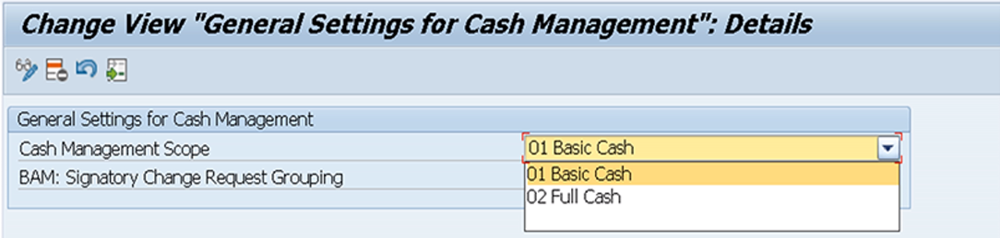 Change View "General Settings for Cash Management": Details
General Settings for Cash Management
Cash Management Scope
01 Basic Cash
BAM: Signatory Change Request Grouping
01 Basic Cash
02 Full Cash